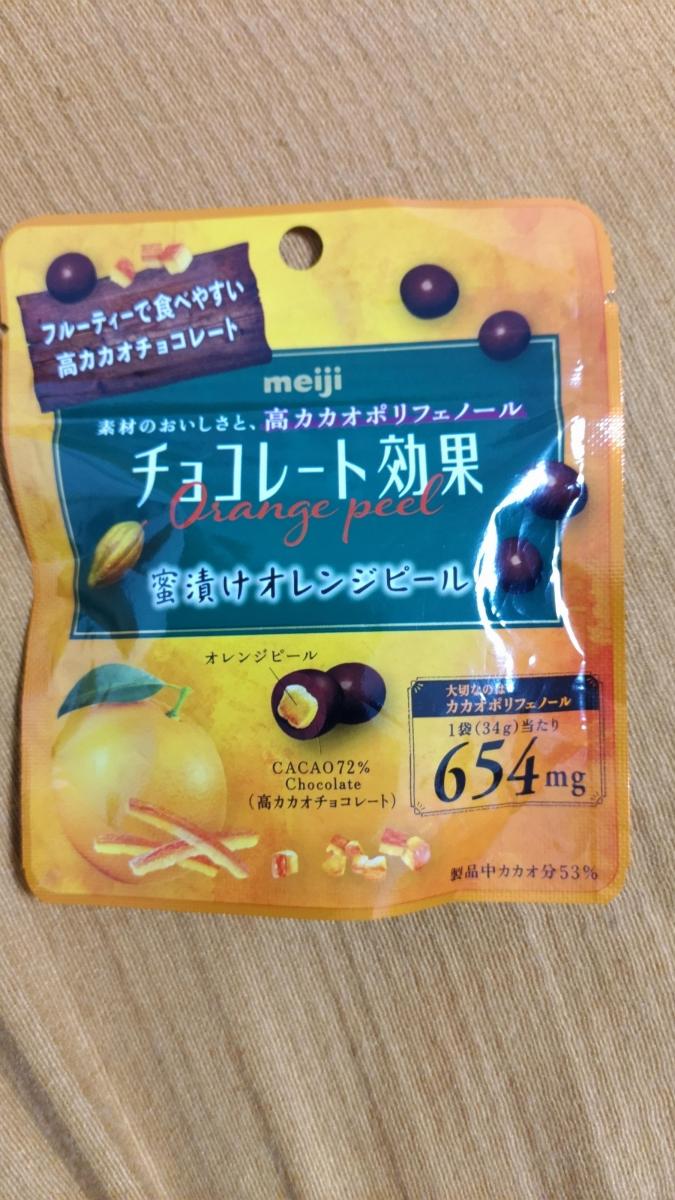 フルーティーで食べやすい
高カカオチョコレート
meiji
素材のおいしさと、高カカオポリフェノール
チョコレート効果
Orange peel
蜜漬けオレンジピール
オレンジピール
CACAO72%
Chocolate
(高カカオチョコレート)
大切なのは
カカオポリフェノール
1袋(34g)当たり
654mg
製品中カカオ分53%